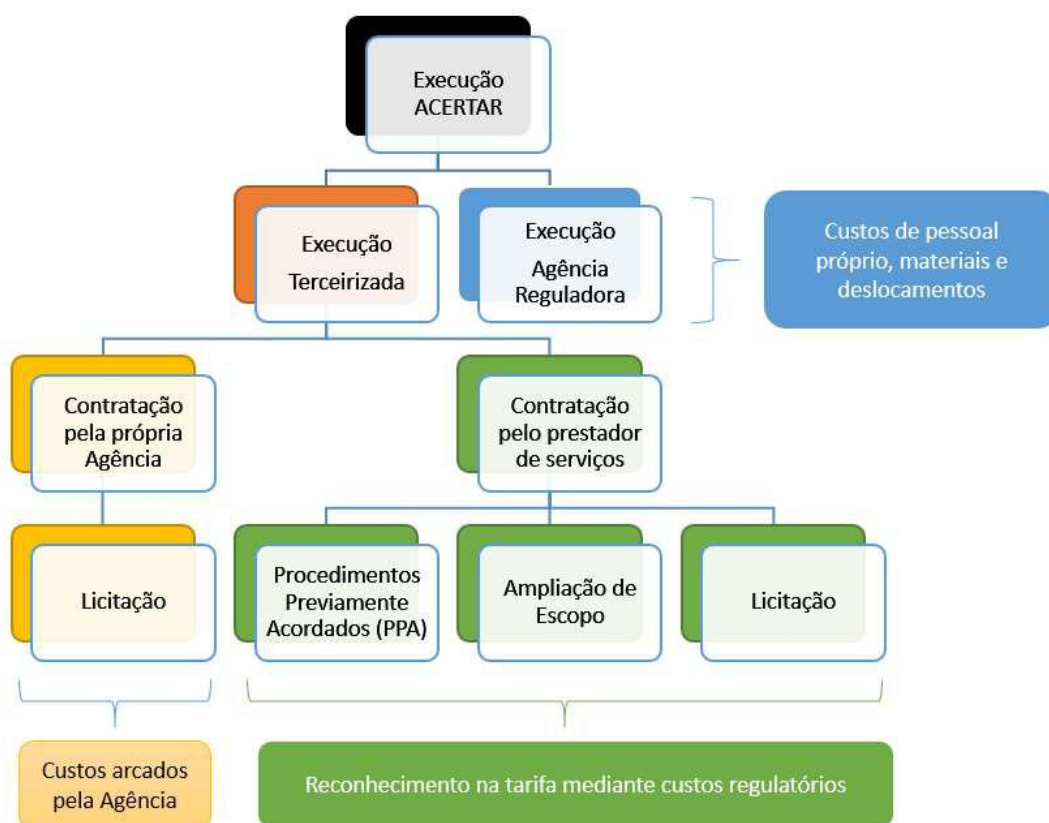 Execução
ACERTAR
Execução
Terceirizada
Execução
Agência
Reguladora
Custos de pessoal
próprio, materiais e
deslocamentos
Contratação
pela própria
Agência
Contratação
pelo prestador
de serviços
Licitação
Procedimentos
Previamente
Acordados (PPA)
Ampliação de
Escopo
Licitação
Custos arcados
pela Agência
Reconhecimento na tarifa mediante custos regulatórios